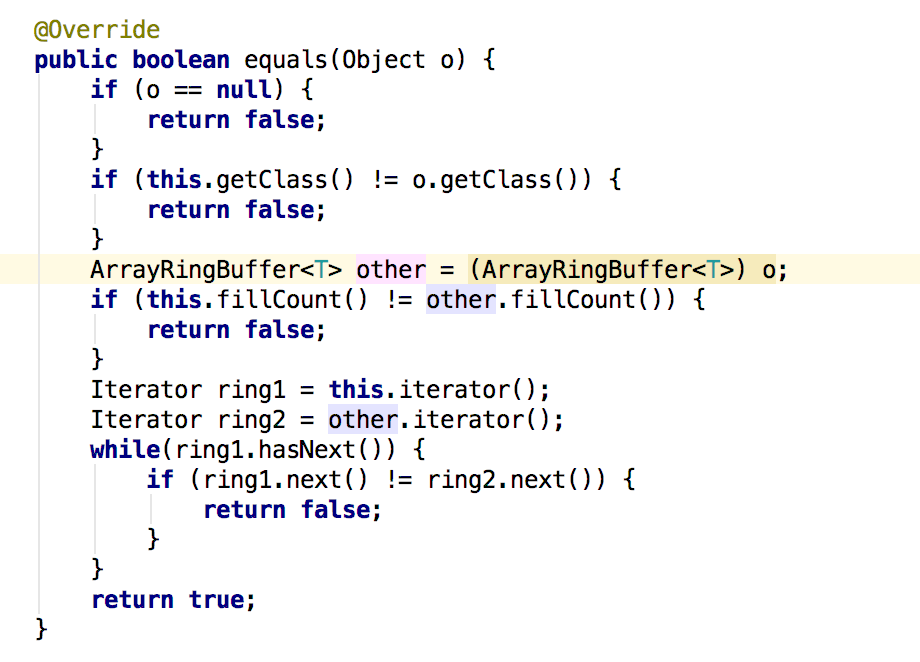 @Override
public boolean equals(Object o) {
    if (o == null) {
        return false;
    }
    if (this.getClass() != o.getClass()) {
        return false;
    }
    ArrayRingBuffer<T> other = (ArrayRingBuffer<T>) o;
    if (this.fillCount() != other.fillCount()) {
        return false;
    }
    Iterator ring1 = this.iterator();
    Iterator ring2 = other.iterator();
    while(ring1.hasNext()) {
        if (ring1.next() != ring2.next()) {
            return false;
        }
    }
    return true;
}